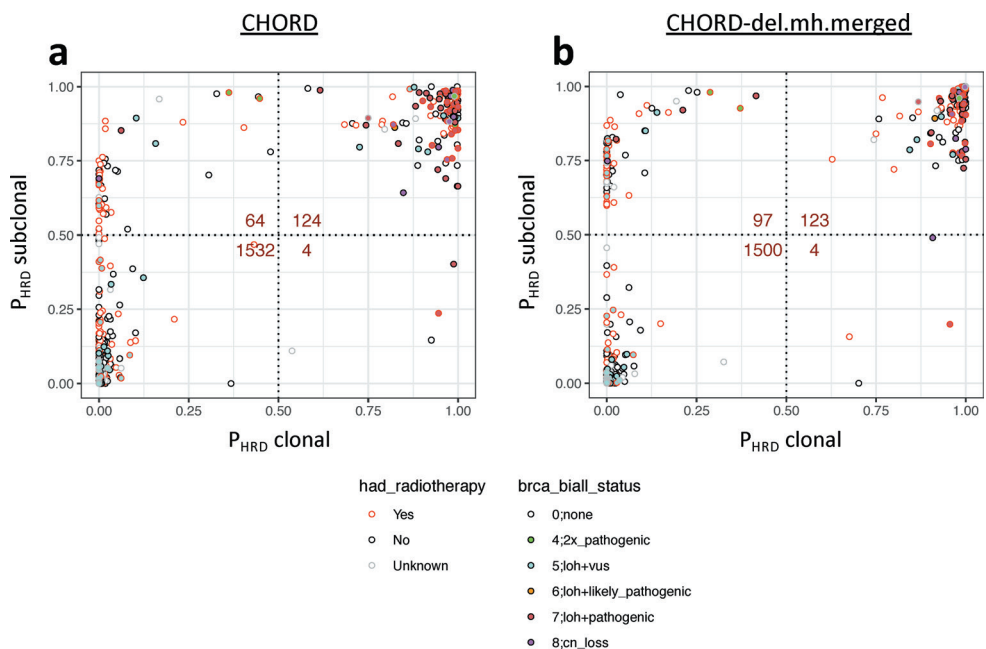 CHORD
CHORD-del.mh.merged
a
b
1.00
0.75
0.50
0.25
0.00
P_HRD subclonal
64 124
1532 4
0.00 0.25 0.50 0.75 1.00
P_HRD clonal
1.00
0.75
0.50
0.25
0.00
P_HRD subclonal
97 123
1500 4
0.00 0.25 0.50 0.75 1.00
P_HRD clonal
had_radiotherapy
Yes
No
Unknown
brca_biall_status
0;none
4;2x_pathogenic
5;loh+vus
6;loh+likely_pathogenic
7;loh+pathogenic
8;cn_loss